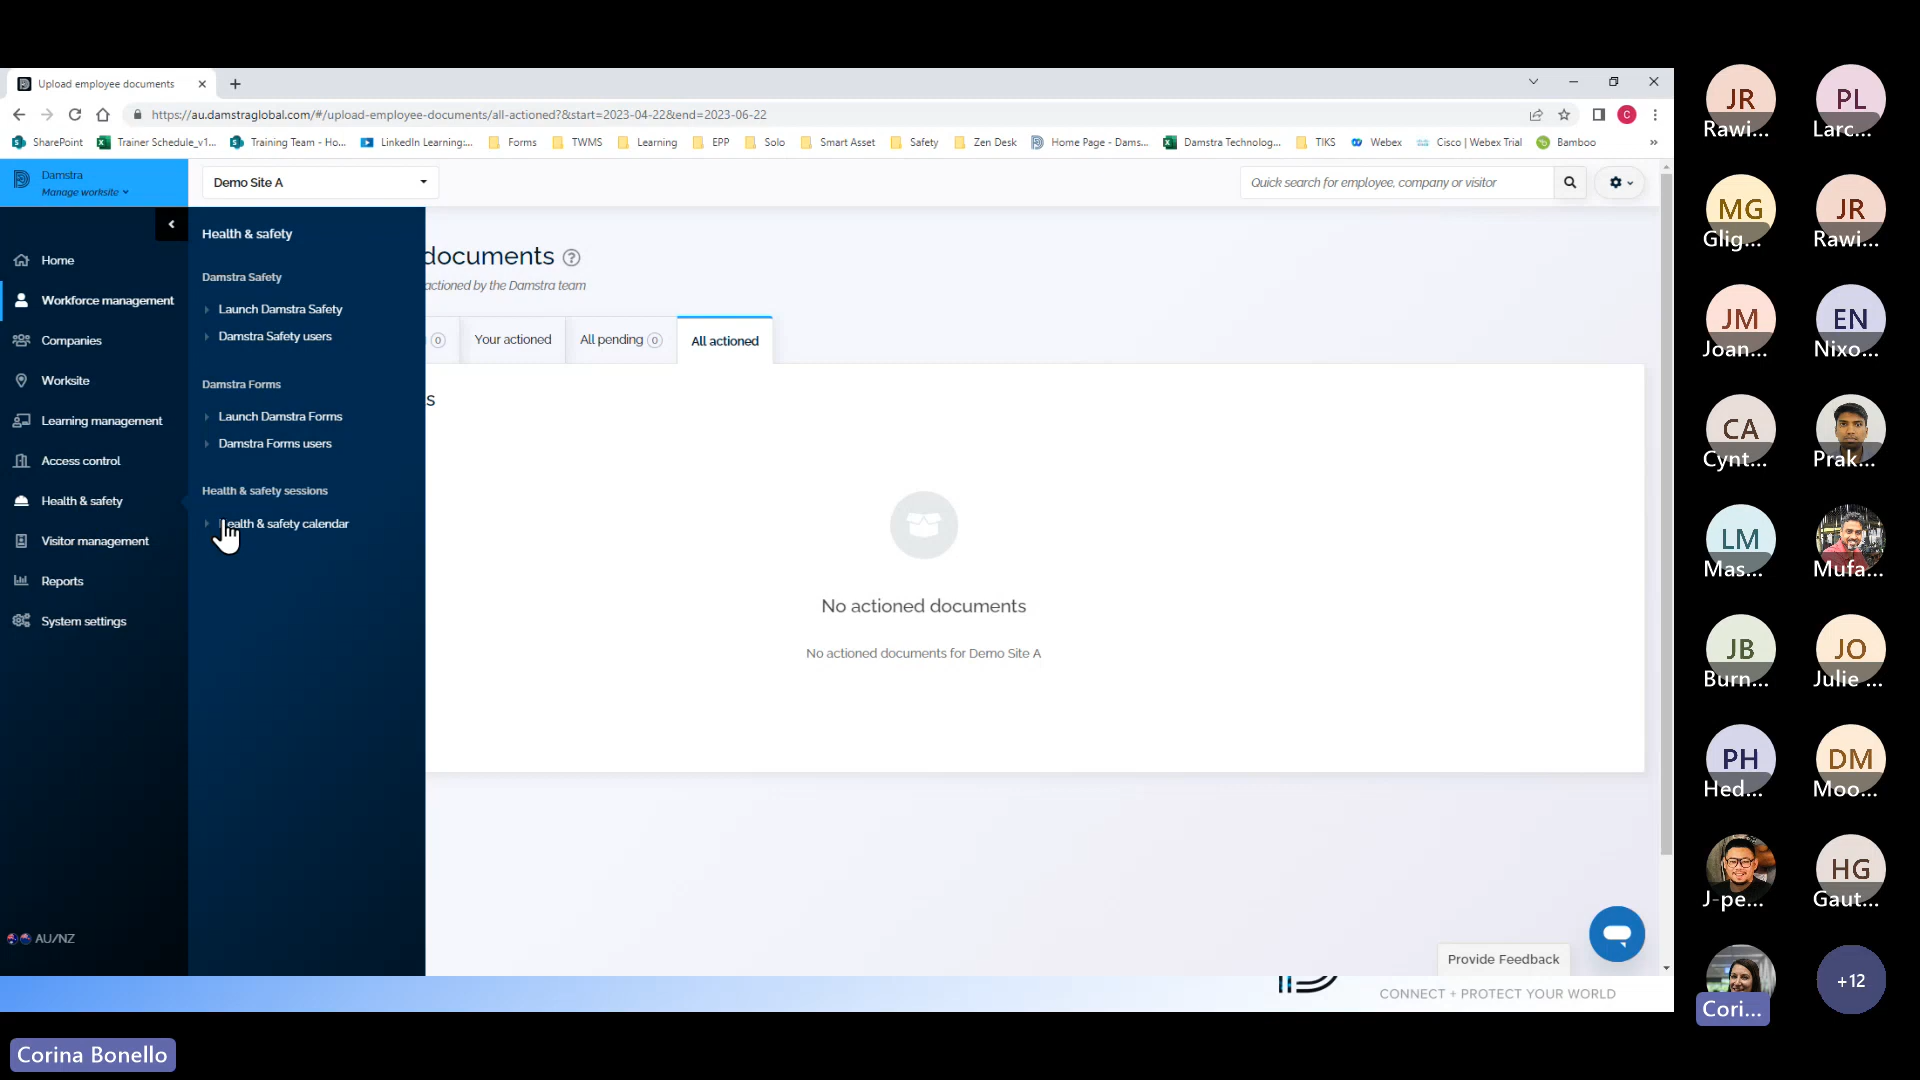 Upload employee documents
https://au.damstraglobal.com/#/upload-employee-documents/all-actioned?&start=2023-04-22&end=2023-06-22
SharePoint
Trainer Schedule_v1...
Training Team - Ho...
LinkedIn Learning:...
Forms
TWMS
Learning
EPP
Solo
Smart Asset
Safety
Zen Desk
Home Page - Dams...
Damstra Technolog...
TIKS
Webex
Cisco | Webex Trial
Bamboo
»
C
Damstra
Manage worksite
Demo Site A
Quick search for employee, company or visitor
Home
Workforce management
Companies
Worksite
Learning management
Access control
Health & safety
Visitor management
Reports
System settings
AU/NZ
Health & safety
Damstra Safety
Launch Damstra Safety
Damstra Safety users
Damstra Forms
Launch Damstra Forms
Damstra Forms users
Health & safety sessions
ealth & safety calendar
documents ?
actioned by the Damstra team
0
Your actioned
All pending 0
All actioned
s
No actioned documents
No actioned documents for Demo Site A
Provide Feedback
CONNECT + PROTECT YOUR WORLD
JR
Rawi...
PL
Larc...
MG
Glig...
JR
Rawi...
JM
Joan...
EN
Nixo...
CA
Cynt...
Prak...
LM
Mas...
Mufa...
JB
Burn...
JO
Julie ...
PH
Hed...
DM
Moo...
J-pe...
HG
Gaut...
Cori...
+12
Corina Bonello